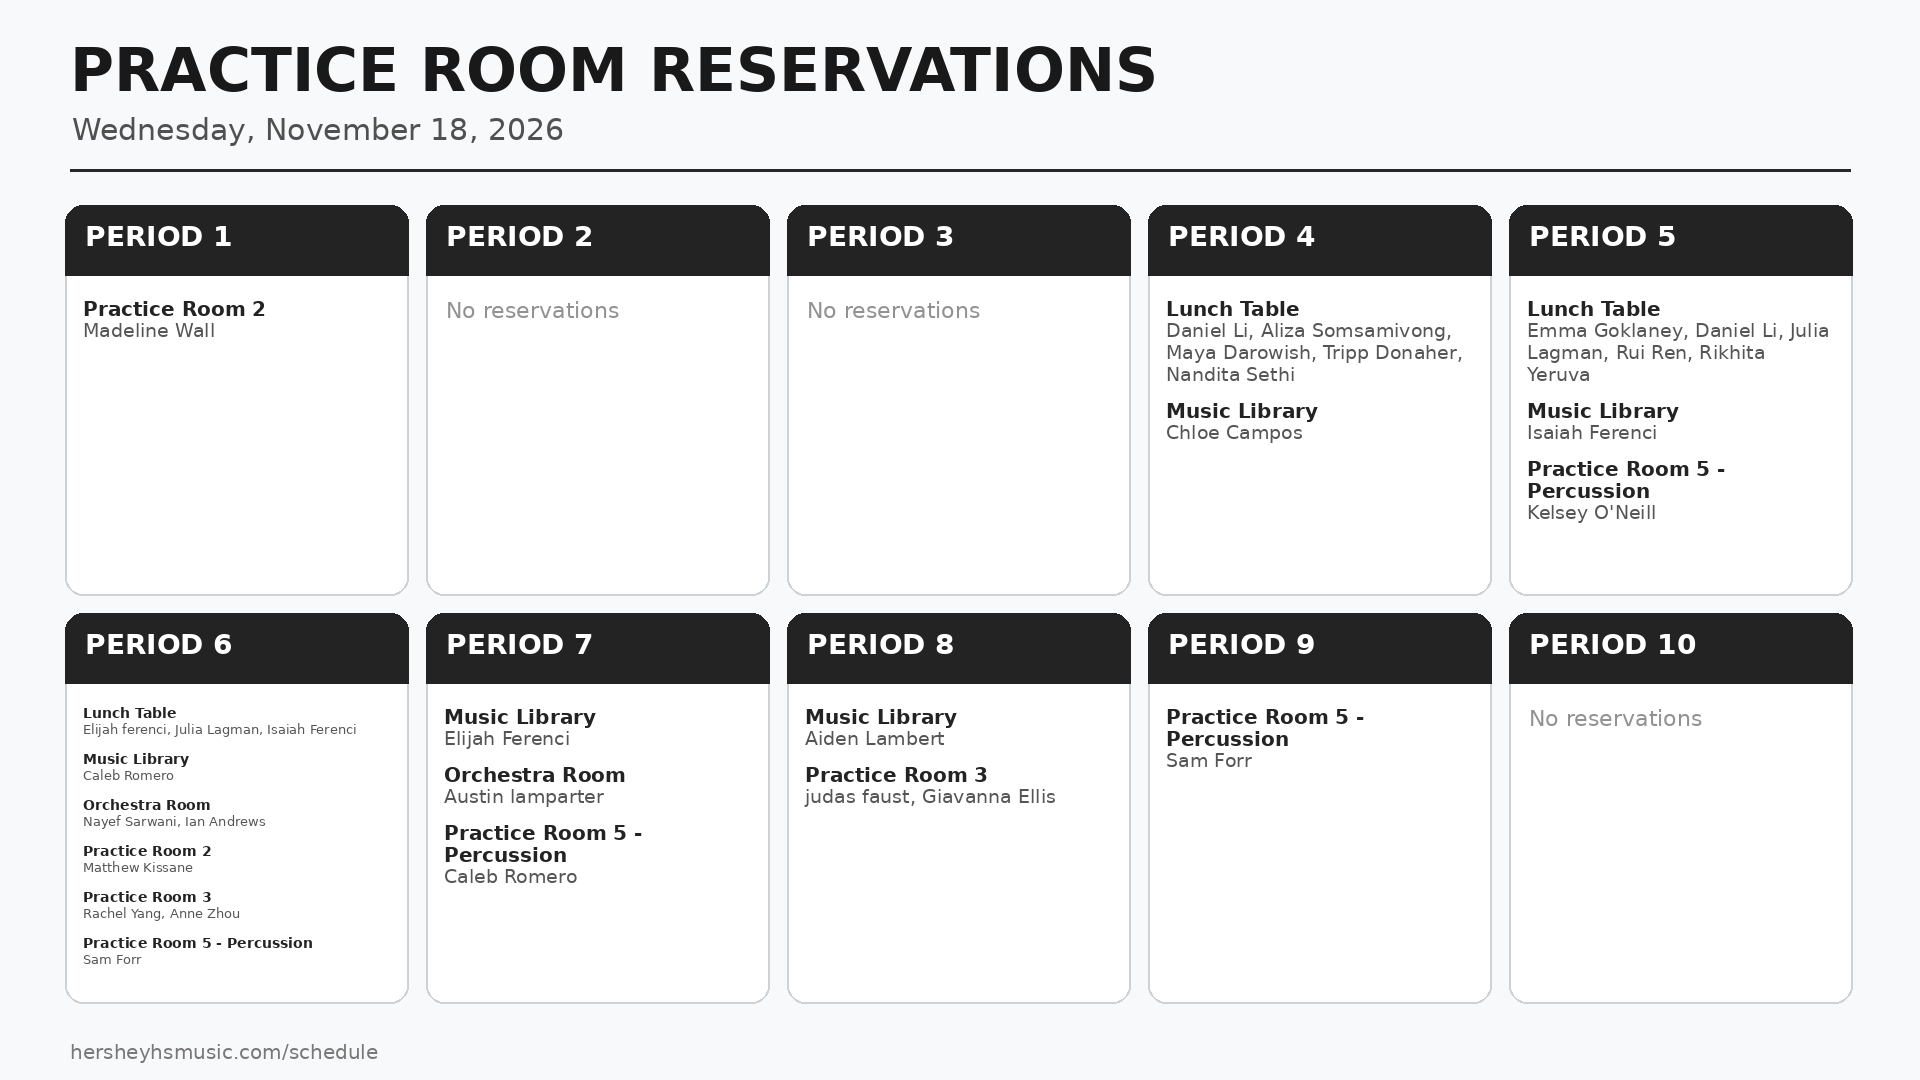 PRACTICE ROOM RESERVATIONS
Wednesday, November 18, 2026
PERIOD 1
Practice Room 2
Madeline Wall
PERIOD 2
No reservations
PERIOD 3
No reservations
PERIOD 4
Lunch Table
Daniel Li, Aliza Somsamivong,
Maya Darowish, Tripp Donaher,
Nandita Sethi
Music Library
Chloe Campos
PERIOD 5
Lunch Table
Emma Goklaney, Daniel Li, Julia
Lagman, Rui Ren, Rikhita
Yeruva
Music Library
Isaiah Ferenci
Practice Room 5 -
Percussion
Kelsey O'Neill
PERIOD 6
Lunch Table
Elijah ferenci, Julia Lagman, Isaiah Ferenci
Music Library
Caleb Romero
Orchestra Room
Nayef Sarwani, Ian Andrews
Practice Room 2
Matthew Kissane
Practice Room 3
Rachel Yang, Anne Zhou
Practice Room 5 - Percussion
Sam Forr
PERIOD 7
Music Library
Elijah Ferenci
Orchestra Room
Austin lamparter
Practice Room 5 -
Percussion
Caleb Romero
PERIOD 8
Music Library
Aiden Lambert
Practice Room 3
judas faust, Giavanna Ellis
PERIOD 9
Practice Room 5 -
Percussion
Sam Forr
PERIOD 10
No reservations
hersheyhsmusic.com/schedule